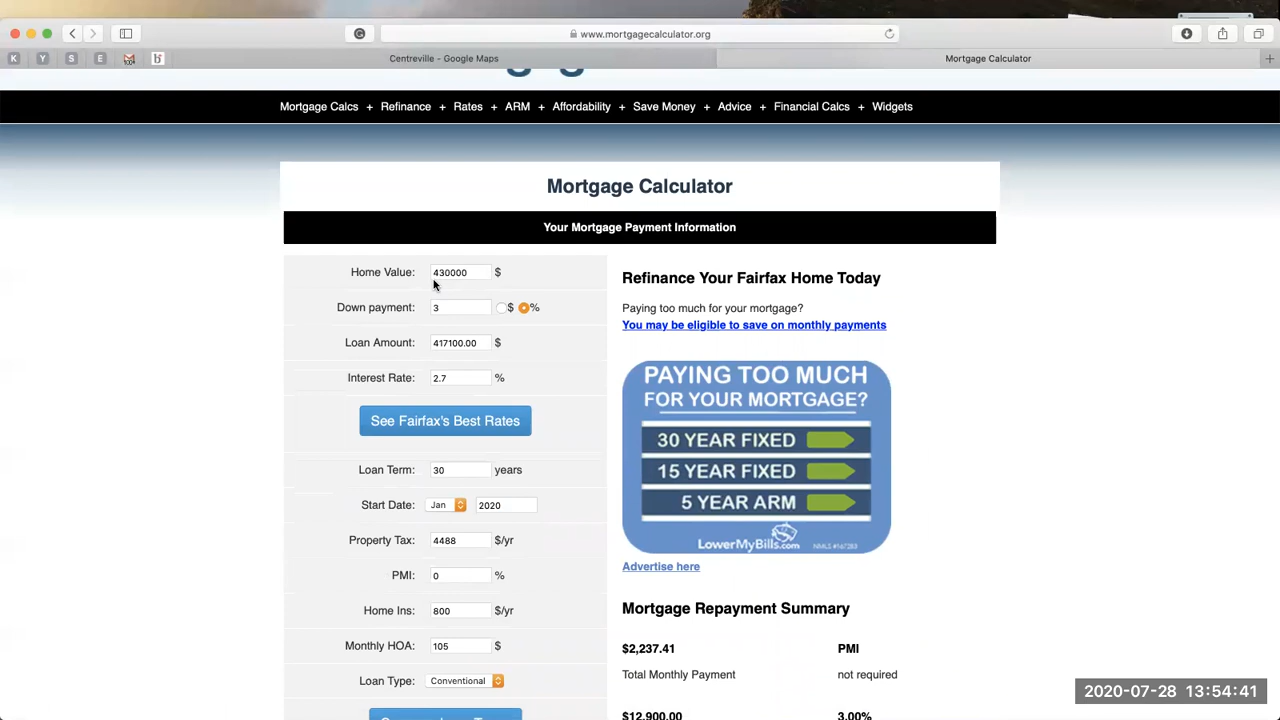 www.mortgagecalculator.org
K Y S E
Centreville - Google Maps
Mortgage Calculator
Mortgage Calcs + Refinance + Rates + ARM + Affordability + Save Money + Advice + Financial Calcs + Widgets
Mortgage Calculator
Your Mortgage Payment Information
Home Value: 430000 $
Down payment: 3 $ %
Loan Amount: 417100.00 $
Interest Rate: 2.7 %
See Fairfax's Best Rates
Loan Term: 30 years
Start Date: Jan 2020
Property Tax: 4488 $/yr
PMI: 0 %
Home Ins: 800 $/yr
Monthly HOA: 105 $
Loan Type: Conventional
Refinance Your Fairfax Home Today
Paying too much for your mortgage?
You may be eligible to save on monthly payments
PAYING TOO MUCH
FOR YOUR MORTGAGE?
30 YEAR FIXED
15 YEAR FIXED
5 YEAR ARM
LowerMyBills.com
NMLS #167283
Advertise here
Mortgage Repayment Summary
$2,237.41 PMI
Total Monthly Payment not required
$12,900.00 3.00%
2020-07-28 13:54:41